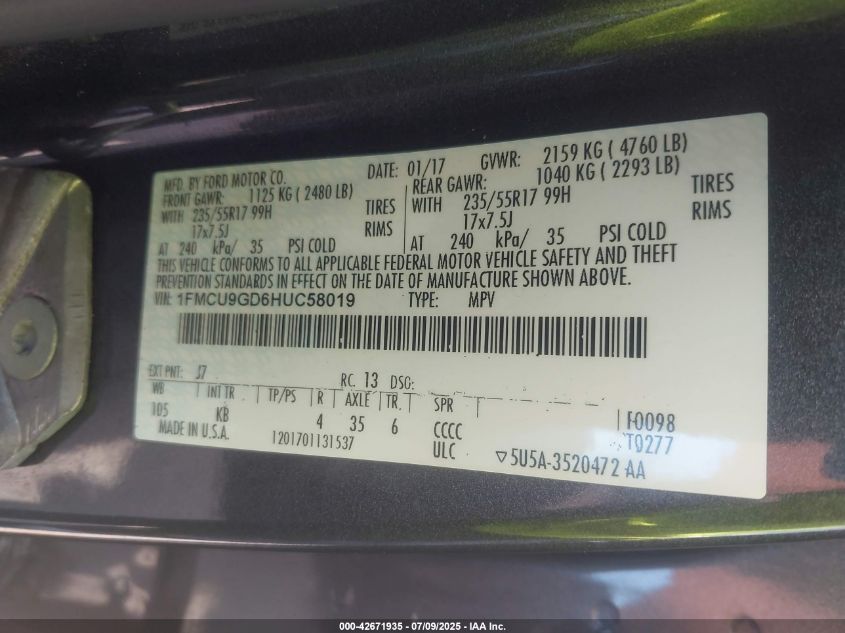 MFD. BY FORD MOTOR CO. DATE: 01/17 GVWR: 2159 KG ( 4760 LB)
FRONT GAWR: 1125 KG ( 2480 LB) REAR GAWR: 1040 KG ( 2293 LB)
WITH 235/55R17 99H TIRES WITH 235/55R17 99H TIRES
17x7.5J RIMS 17x7.5J RIMS
AT 240 kPa/ 35 PSI COLD AT 240 kPa/ 35 PSI COLD
THIS VEHICLE CONFORMS TO ALL APPLICABLE FEDERAL MOTOR VEHICLE SAFETY AND THEFT
PREVENTION STANDARDS IN EFFECT ON THE DATE OF MANUFACTURE SHOWN ABOVE.
VIN: 1FMCU9GD6HUC58019 TYPE: MPV
EXT PNT: J7 RC: 13 DSO:
WB INT TR TP/PS R AXLE TR SPR
105 KB 4 35 6 CCCC F0098
MADE IN U.S.A. 1201701131537 ULC T0277
5U5A-3520472 AA
000-42671935 07/09/2025 - IAA Inc.